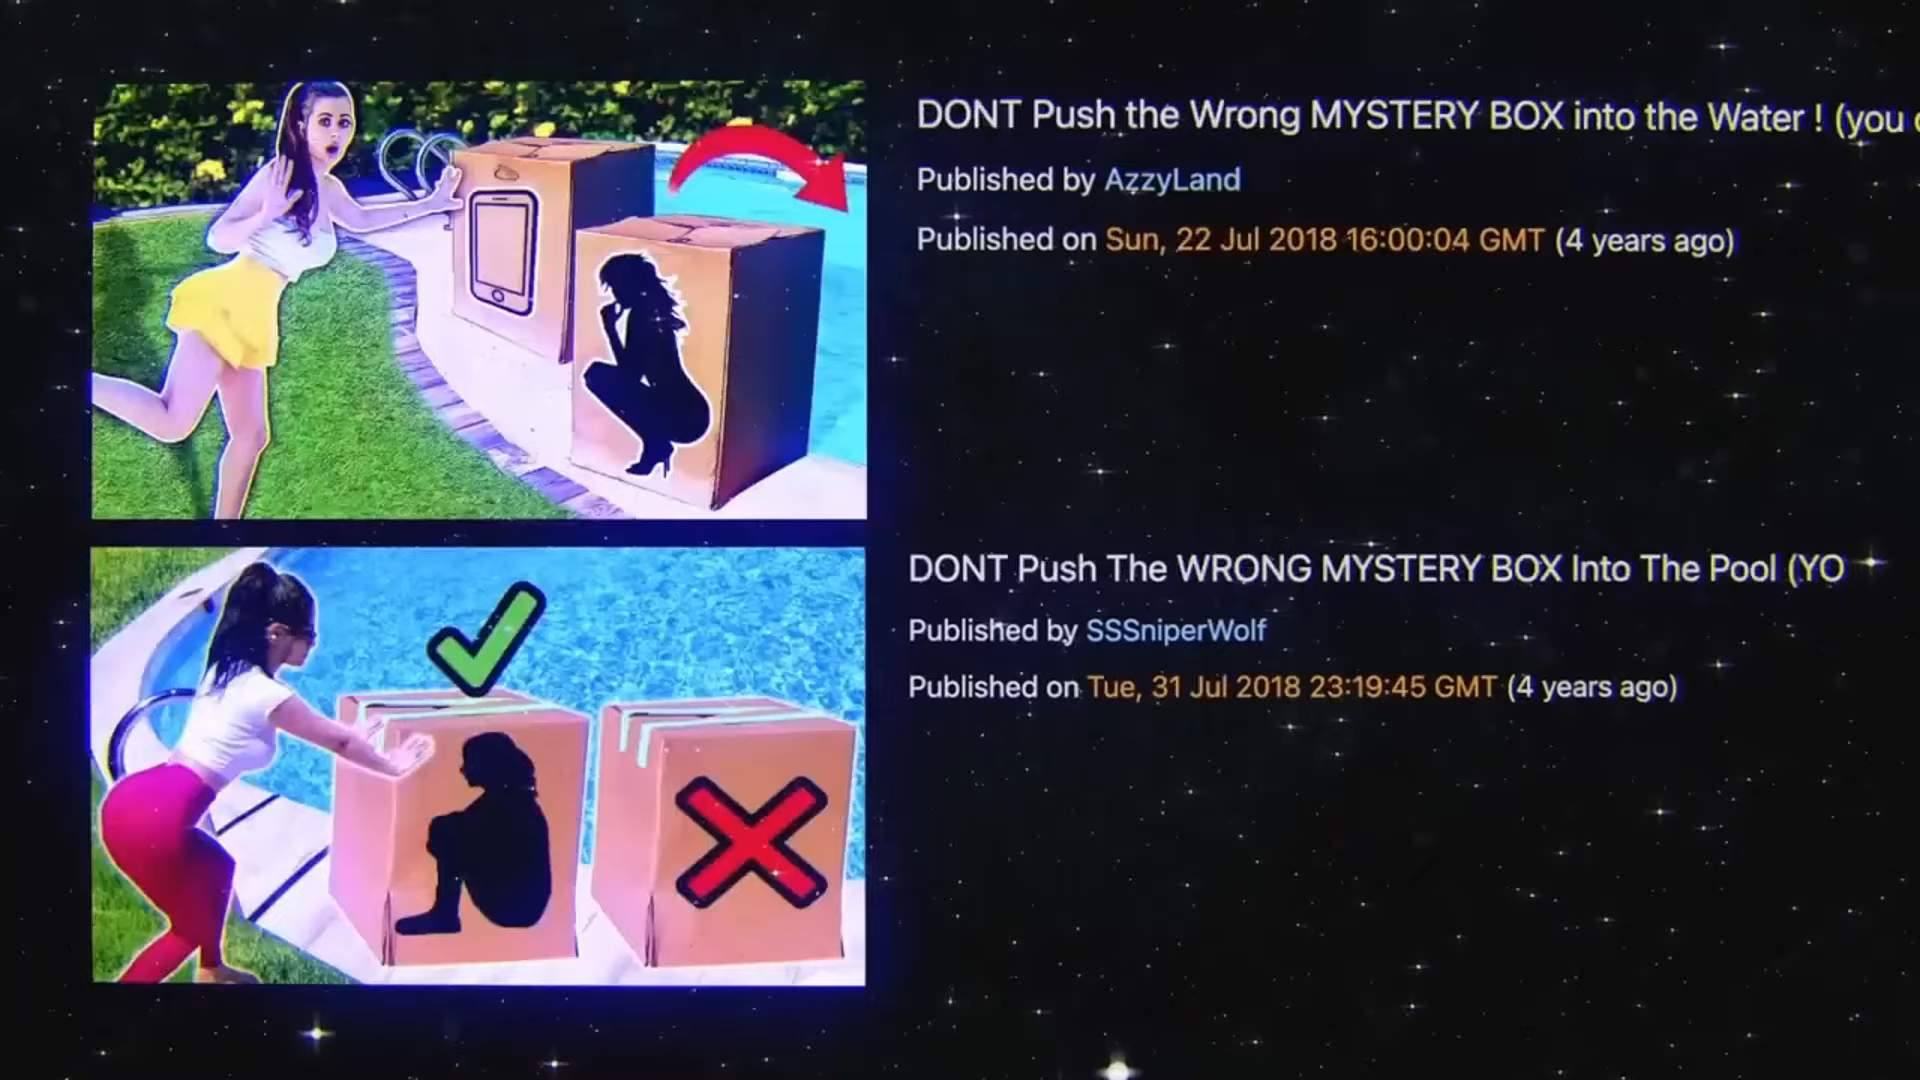 DONT Push the Wrong MYSTERY BOX into the Water ! (you
Published by AzzyLand
Published on Sun, 22 Jul 2018 16:00:04 GMT (4 years ago)
DONT Push The WRONG MYSTERY BOX Into The Pool (YO
Published by SSSniperWolf
Published on Tue, 31 Jul 2018 23:19:45 GMT (4 years ago)